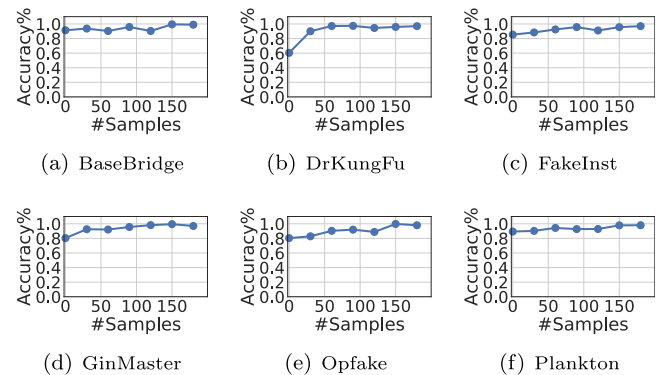 Accuracy%
1.0
0.8
0.6
0.4
0.2
0.0
0 50 100 150
#Samples
(a) BaseBridge
Accuracy%
1.0
0.8
0.6
0.4
0.2
0.0
0 50 100 150
#Samples
(b) DrKungFu
Accuracy%
1.0
0.8
0.6
0.4
0.2
0.0
0 50 100 150
#Samples
(c) FakeInst
Accuracy%
1.0
0.8
0.6
0.4
0.2
0.0
0 50 100 150
#Samples
(d) GinMaster
Accuracy%
1.0
0.8
0.6
0.4
0.2
0.0
0 50 100 150
#Samples
(e) Opfake
Accuracy%
1.0
0.8
0.6
0.4
0.2
0.0
0 50 100 150
#Samples
(f) Plankton